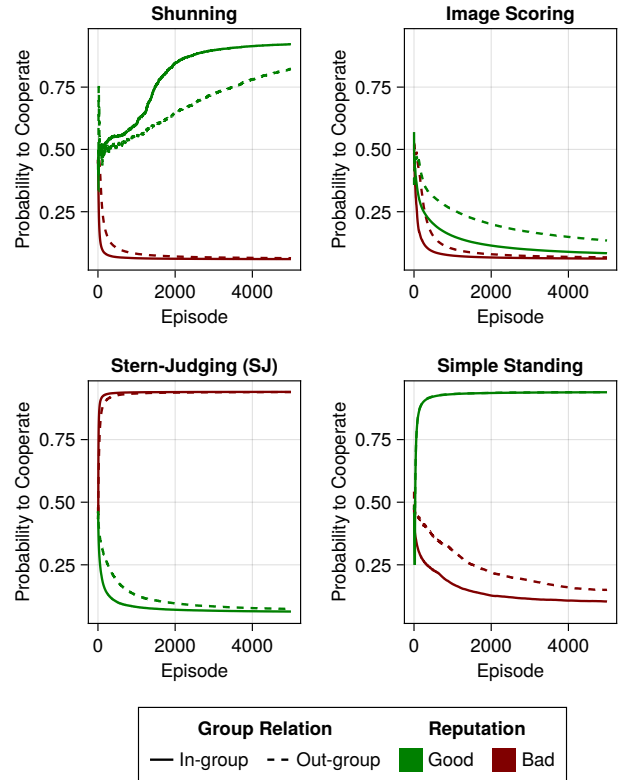 Shunning
Probability to Cooperate
0.75
0.50
0.25
0 2000 4000
Episode
Image Scoring
Probability to Cooperate
0.75
0.50
0.25
0 2000 4000
Episode
Stern-Judging (SJ)
Probability to Cooperate
0.75
0.50
0.25
0 2000 4000
Episode
Simple Standing
Probability to Cooperate
0.75
0.50
0.25
0 2000 4000
Episode
Group Relation Reputation
In-group Out-group Good Bad